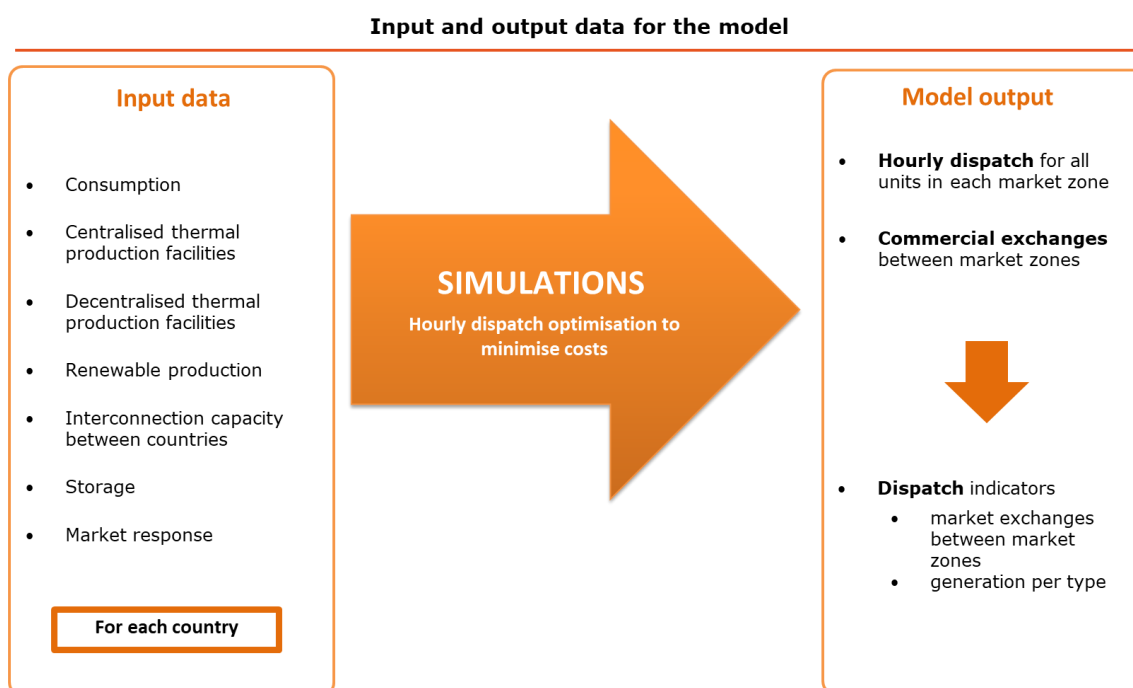 Input and output data for the model
Input data
• Consumption
• Centralised thermal
production facilities
• Decentralised thermal
production facilities
• Renewable production
• Interconnection capacity
between countries
• Storage
• Market response
For each country
SIMULATIONS
Hourly dispatch optimisation to
minimise costs
Model output
• Hourly dispatch for all
units in each market zone
• Commercial exchanges
between market zones
• Dispatch indicators
• market exchanges
between market
zones
• generation per type